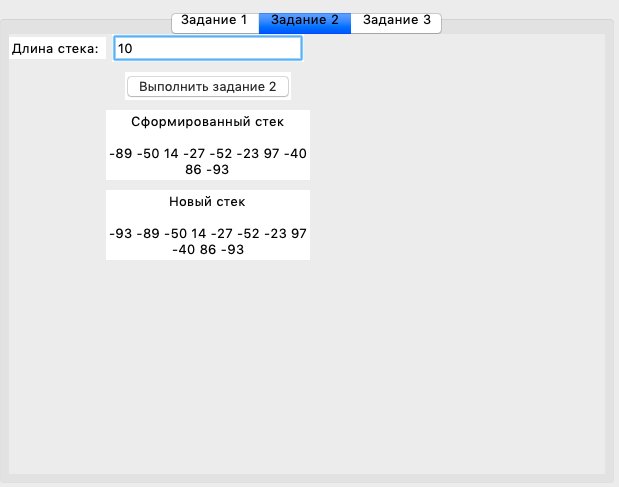 Задание 1 Задание 2 Задание 3
Длина стека: 10
Выполнить задание 2
Сформированный стек
-89 -50 14 -27 -52 -23 97 -40
86 -93
Новый стек
-93 -89 -50 14 -27 -52 -23 97
-40 86 -93